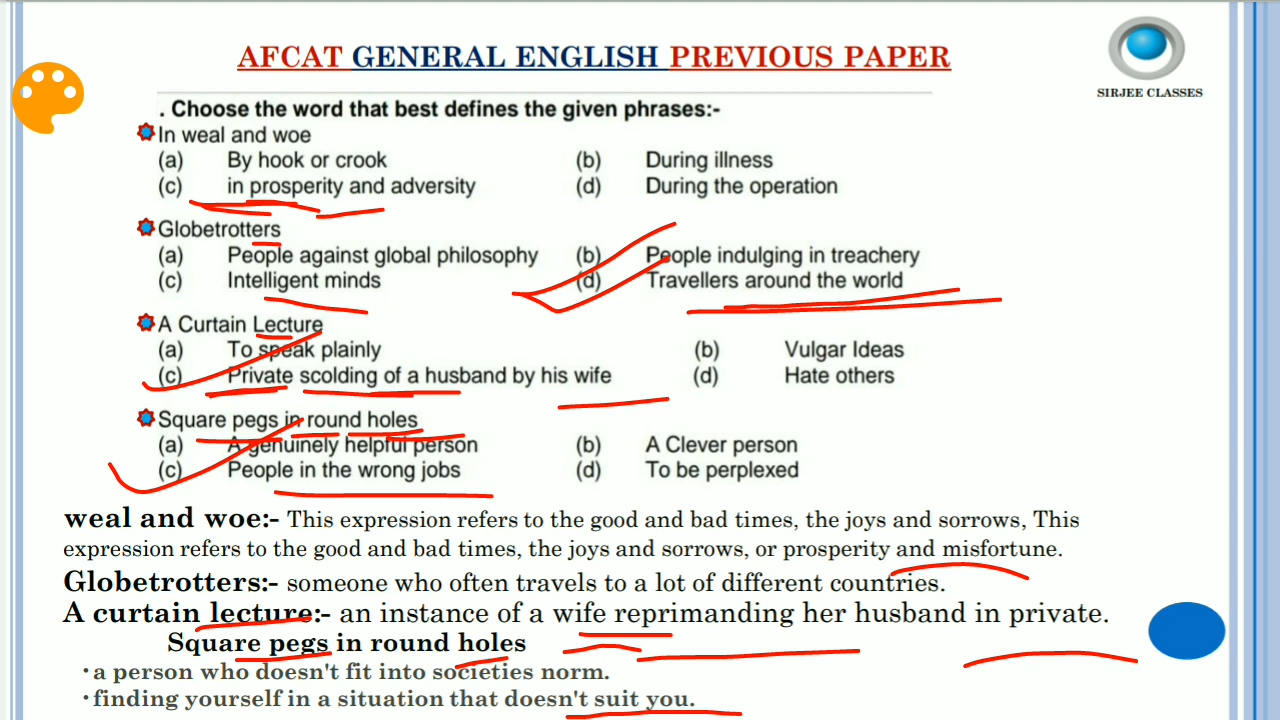 AFCAT GENERAL ENGLISH PREVIOUS PAPER
SIRJEE CLASSES
. Choose the word that best defines the given phrases:-
In weal and woe
(a) By hook or crook (b) During illness
(c) in prosperity and adversity (d) During the operation
Globetrotters
(a) People against global philosophy (b) People indulging in treachery
(c) Intelligent minds (d) Travellers around the world
A Curtain Lecture
(a) To speak plainly (b) Vulgar Ideas
(c) Private scolding of a husband by his wife (d) Hate others
Square pegs in round holes
(a) A genuinely helpful person (b) A Clever person
(c) People in the wrong jobs (d) To be perplexed
weal and woe:- This expression refers to the good and bad times, the joys and sorrows, This
expression refers to the good and bad times, the joys and sorrows, or prosperity and misfortune.
Globetrotters:- someone who often travels to a lot of different countries.
A curtain lecture:- an instance of a wife reprimanding her husband in private.
Square pegs in round holes
•a person who doesn't fit into societies norm.
•finding yourself in a situation that doesn't suit you.